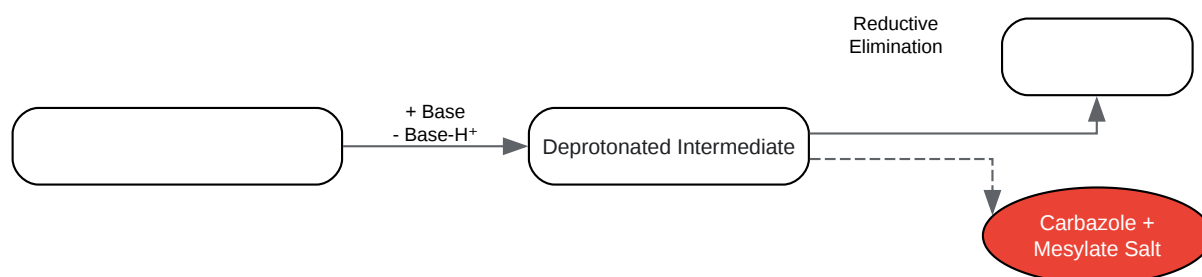 Reductive
Elimination
+ Base
- Base-H⁺
Deprotonated Intermediate
Carbazole +
Mesylate Salt